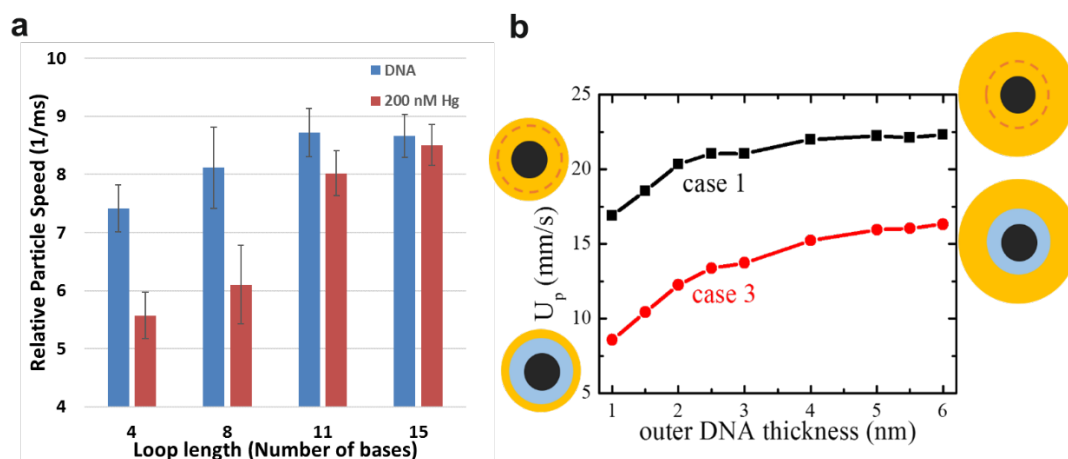 a
Relative Particle Speed (1/ms)
10
9
8
7
6
5
4
DNA
200 nM Hg
4 8 11 15
Loop length (Number of bases)
b
U_p (mm/s)
25
20
15
10
5
case 1
case 3
1 2 3 4 5 6
outer DNA thickness (nm)